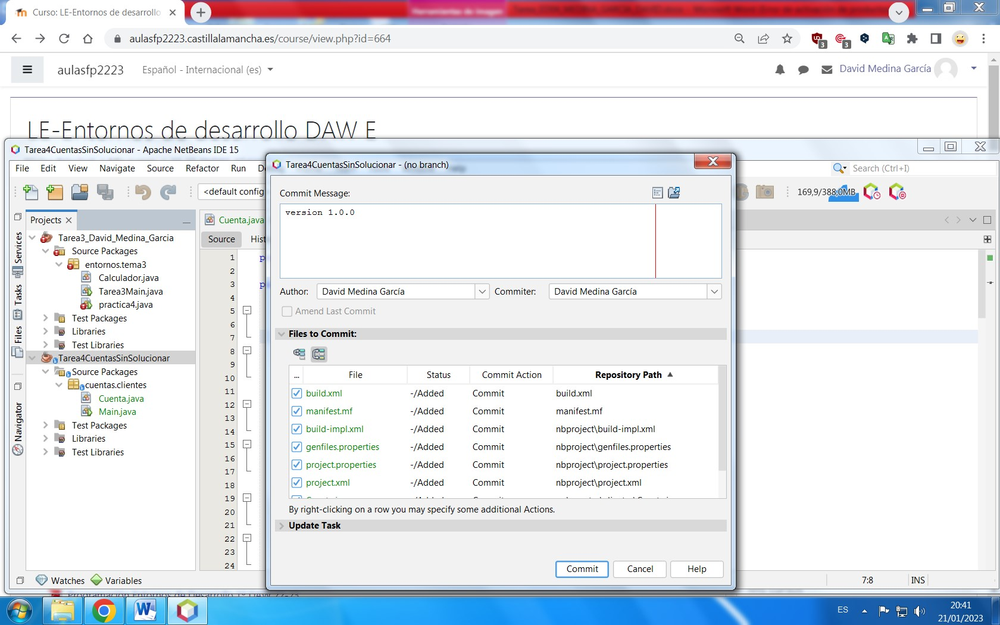 Curso: LE-Entornos de desarrollo
Herramientas de imagen
aulasfp2223.castillalamancha.es/course/view.php?id=664
3
3
aulasfp2223
Español - Internacional (es)
David Medina García
LE-Entornos de desarrollo DAW E
Tarea4CuentasSinSolucionar - Apache NetBeans IDE 15
File Edit View Navigate Source Refactor Run
Search (Ctrl+I)
<default config
169,9/388,0MB
Projects
Services
Tasks
Files
Navigator
Tarea3_David_Medina_Garcia
Source Packages
entornos.tema3
Calculador.java
Tarea3Main.java
practica4.java
Test Packages
Libraries
Test Libraries
Tarea4CuentasSinSolucionar
Source Packages
cuentas.clientes
Cuenta.java
Main.java
Test Packages
Libraries
Test Libraries
Cuenta.java
Source Hist
1 p
2
3 p
4
5
6
7
8
9
10
11
12
13
14
15
16
17
18
19
20
21
22
23
24
Tarea4CuentasSinSolucionar - (no branch)
Commit Message:
version 1.0.0
Author: David Medina García Commiter: David Medina García
Amend Last Commit
Files to Commit:
... File Status Commit Action Repository Path
build.xml -/Added Commit build.xml
manifest.mf -/Added Commit manifest.mf
build-impl.xml -/Added Commit nbproject\build-impl.xml
genfiles.properties -/Added Commit nbproject\genfiles.properties
project.properties -/Added Commit nbproject\project.properties
project.xml -/Added Commit nbproject\project.xml
By right-clicking on a row you may specify some additional Actions.
Update Task
Commit Cancel Help
Watches Variables
7:8 INS
ES
20:41
21/01/2023